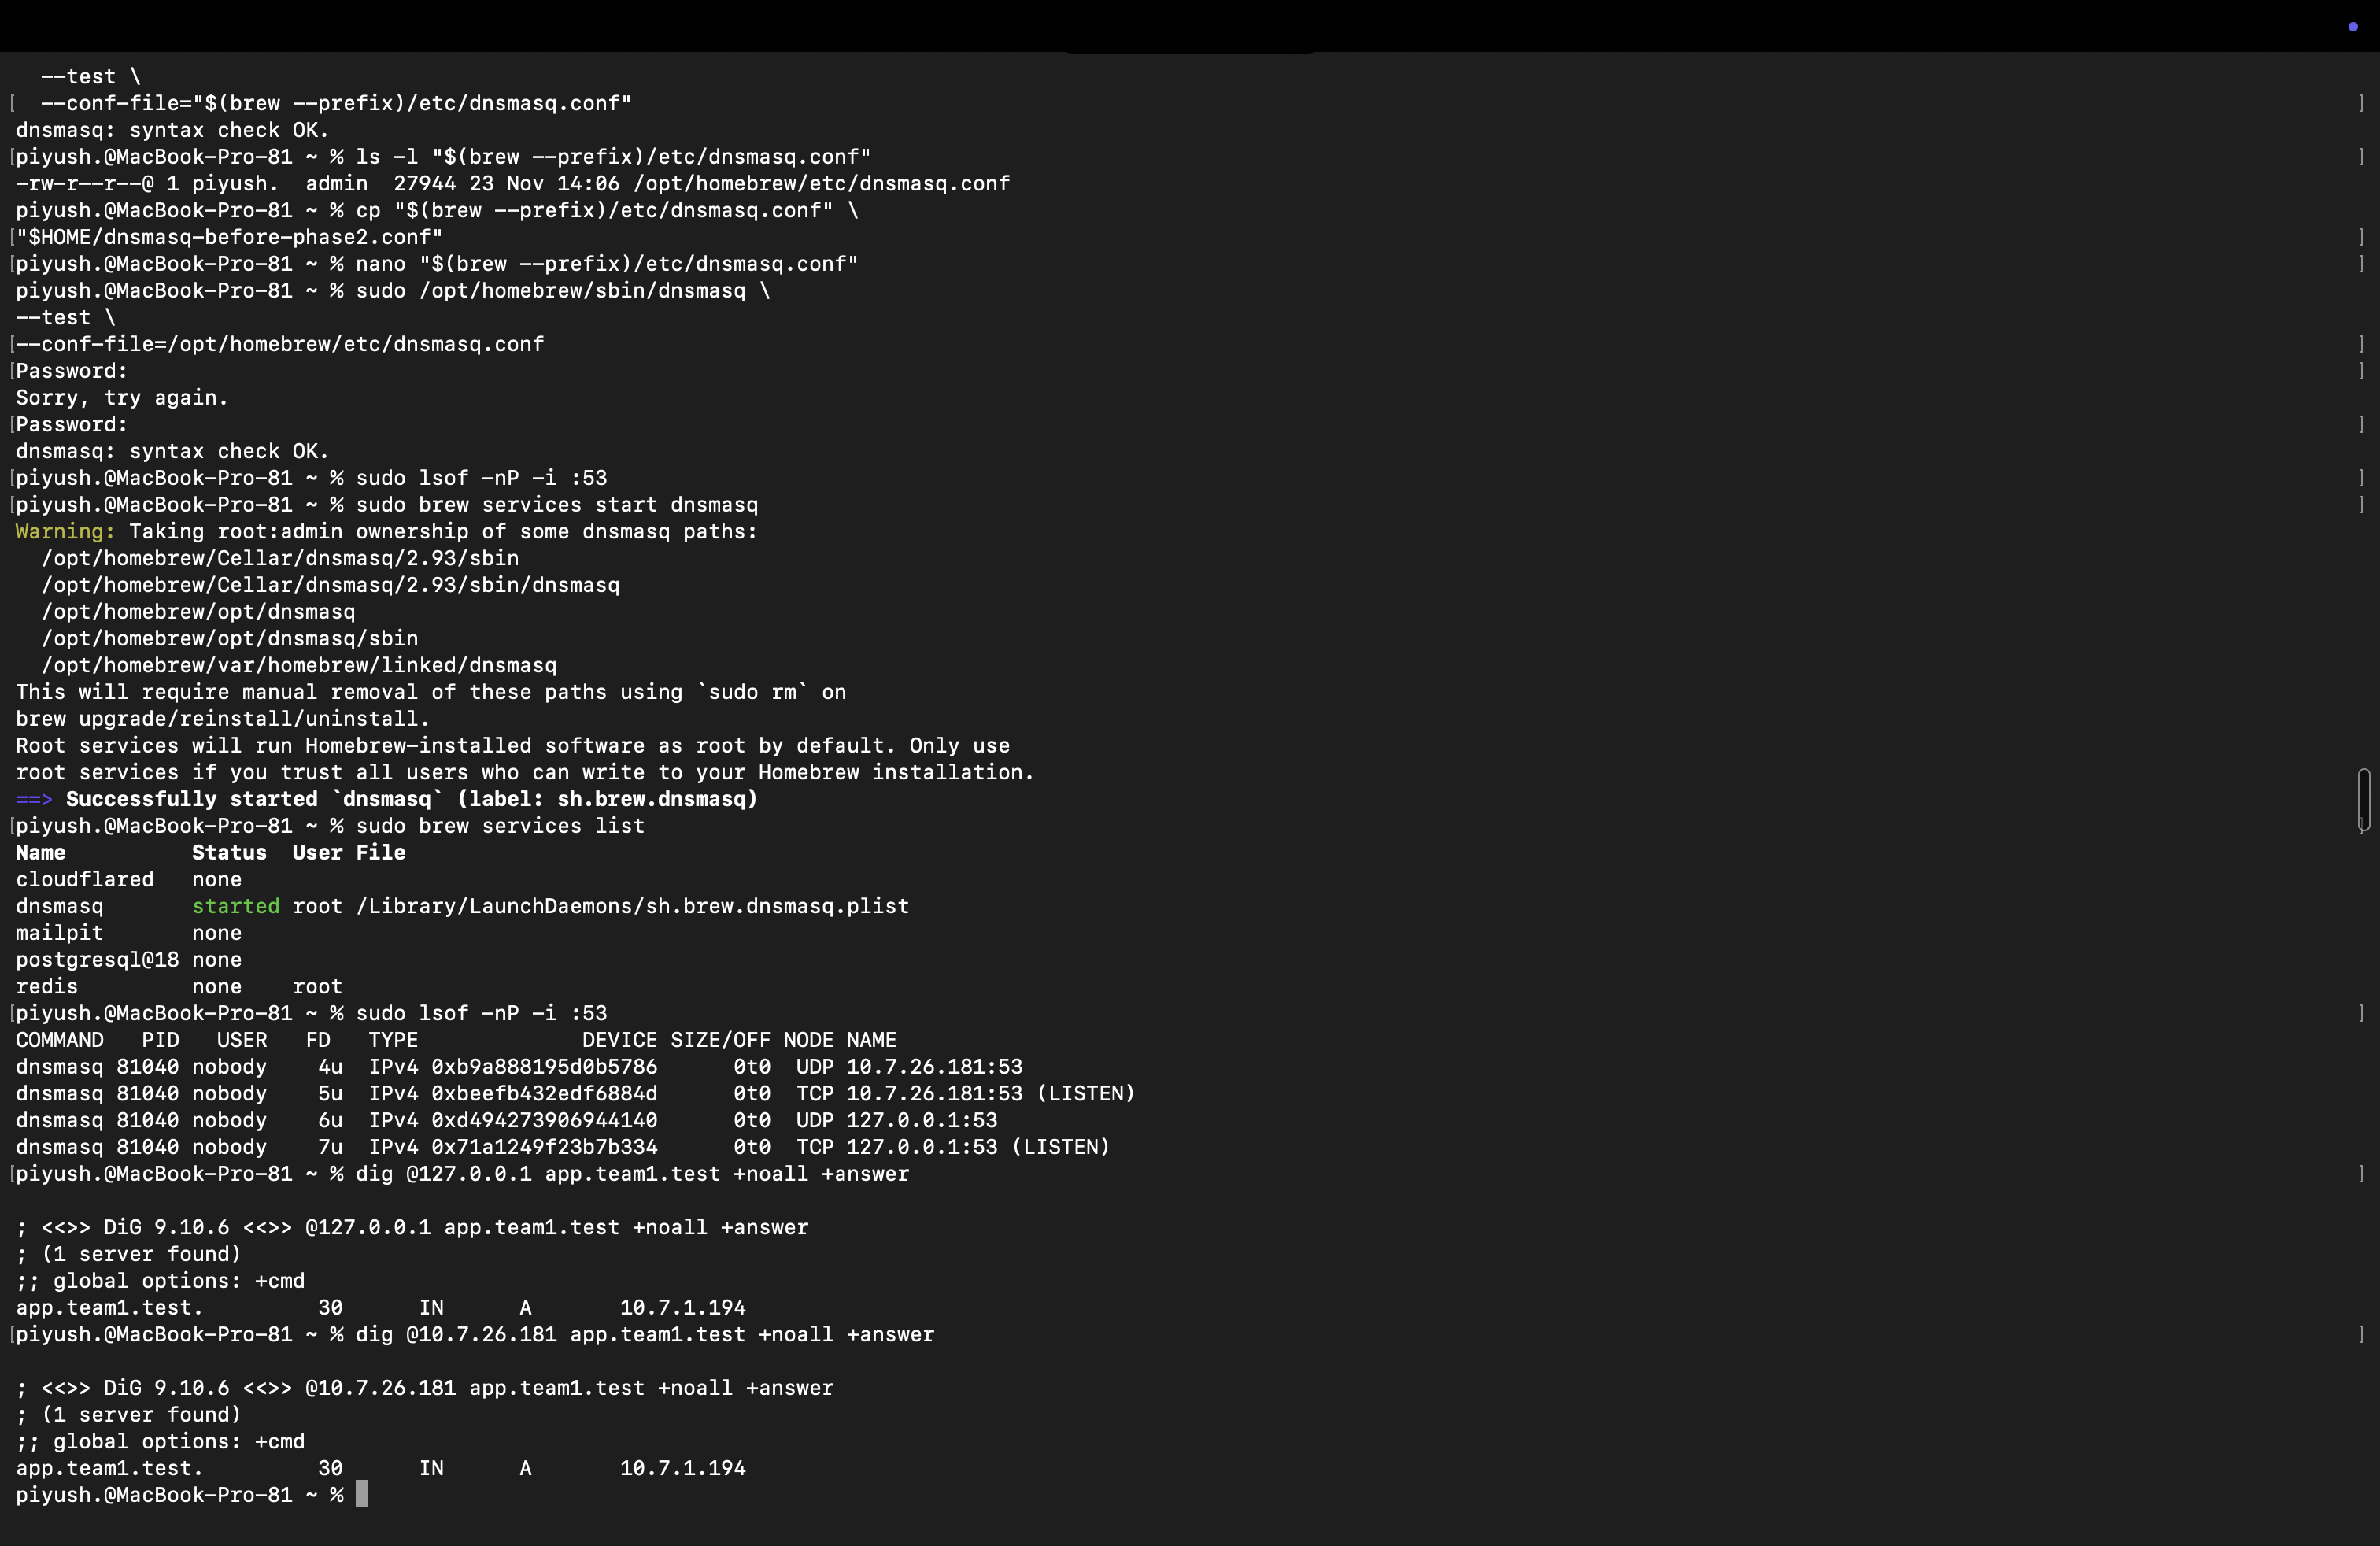 --test \
[  --conf-file="$(brew --prefix)/etc/dnsmasq.conf" ]
dnsmasq: syntax check OK.
[piyush.@MacBook-Pro-81 ~ % ls -l "$(brew --prefix)/etc/dnsmasq.conf" ]
-rw-r--r--@ 1 piyush.  admin  27944 23 Nov 14:06 /opt/homebrew/etc/dnsmasq.conf
piyush.@MacBook-Pro-81 ~ % cp "$(brew --prefix)/etc/dnsmasq.conf" \
["$HOME/dnsmasq-before-phase2.conf" ]
[piyush.@MacBook-Pro-81 ~ % nano "$(brew --prefix)/etc/dnsmasq.conf" ]
piyush.@MacBook-Pro-81 ~ % sudo /opt/homebrew/sbin/dnsmasq \
--test \
[--conf-file=/opt/homebrew/etc/dnsmasq.conf ]
[Password: ]
Sorry, try again.
[Password: ]
dnsmasq: syntax check OK.
[piyush.@MacBook-Pro-81 ~ % sudo lsof -nP -i :53 ]
[piyush.@MacBook-Pro-81 ~ % sudo brew services start dnsmasq ]
Warning: Taking root:admin ownership of some dnsmasq paths:
  /opt/homebrew/Cellar/dnsmasq/2.93/sbin
  /opt/homebrew/Cellar/dnsmasq/2.93/sbin/dnsmasq
  /opt/homebrew/opt/dnsmasq
  /opt/homebrew/opt/dnsmasq/sbin
  /opt/homebrew/var/homebrew/linked/dnsmasq
This will require manual removal of these paths using `sudo rm` on
brew upgrade/reinstall/uninstall.
Root services will run Homebrew-installed software as root by default. Only use
root services if you trust all users who can write to your Homebrew installation.
==> Successfully started `dnsmasq` (label: sh.brew.dnsmasq)
[piyush.@MacBook-Pro-81 ~ % sudo brew services list ]
Name          Status  User File
cloudflared   none
dnsmasq       started root /Library/LaunchDaemons/sh.brew.dnsmasq.plist
mailpit       none
postgresql@18 none
redis         none    root
[piyush.@MacBook-Pro-81 ~ % sudo lsof -nP -i :53 ]
COMMAND   PID   USER   FD   TYPE             DEVICE SIZE/OFF NODE NAME
dnsmasq 81040 nobody    4u  IPv4 0xb9a888195d0b5786      0t0  UDP 10.7.26.181:53
dnsmasq 81040 nobody    5u  IPv4 0xbeefb432edf6884d      0t0  TCP 10.7.26.181:53 (LISTEN)
dnsmasq 81040 nobody    6u  IPv4 0xd494273906944140      0t0  UDP 127.0.0.1:53
dnsmasq 81040 nobody    7u  IPv4 0x71a1249f23b7b334      0t0  TCP 127.0.0.1:53 (LISTEN)
[piyush.@MacBook-Pro-81 ~ % dig @127.0.0.1 app.team1.test +noall +answer ]
; <<>> DiG 9.10.6 <<>> @127.0.0.1 app.team1.test +noall +answer
; (1 server found)
;; global options: +cmd
app.team1.test.         30      IN      A       10.7.1.194
[piyush.@MacBook-Pro-81 ~ % dig @10.7.26.181 app.team1.test +noall +answer ]
; <<>> DiG 9.10.6 <<>> @10.7.26.181 app.team1.test +noall +answer
; (1 server found)
;; global options: +cmd
app.team1.test.         30      IN      A       10.7.1.194
piyush.@MacBook-Pro-81 ~ %